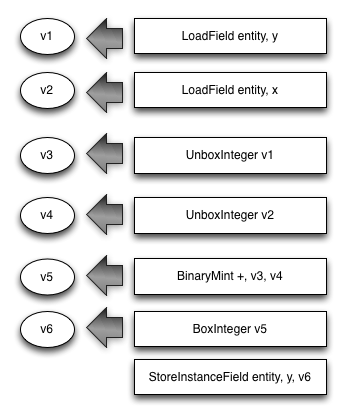 v1 LoadField entity, y
v2 LoadField entity, x
v3 UnboxInteger v1
v4 UnboxInteger v2
v5 BinaryMint +, v3, v4
v6 BoxInteger v5
StoreInstanceField entity, y, v6